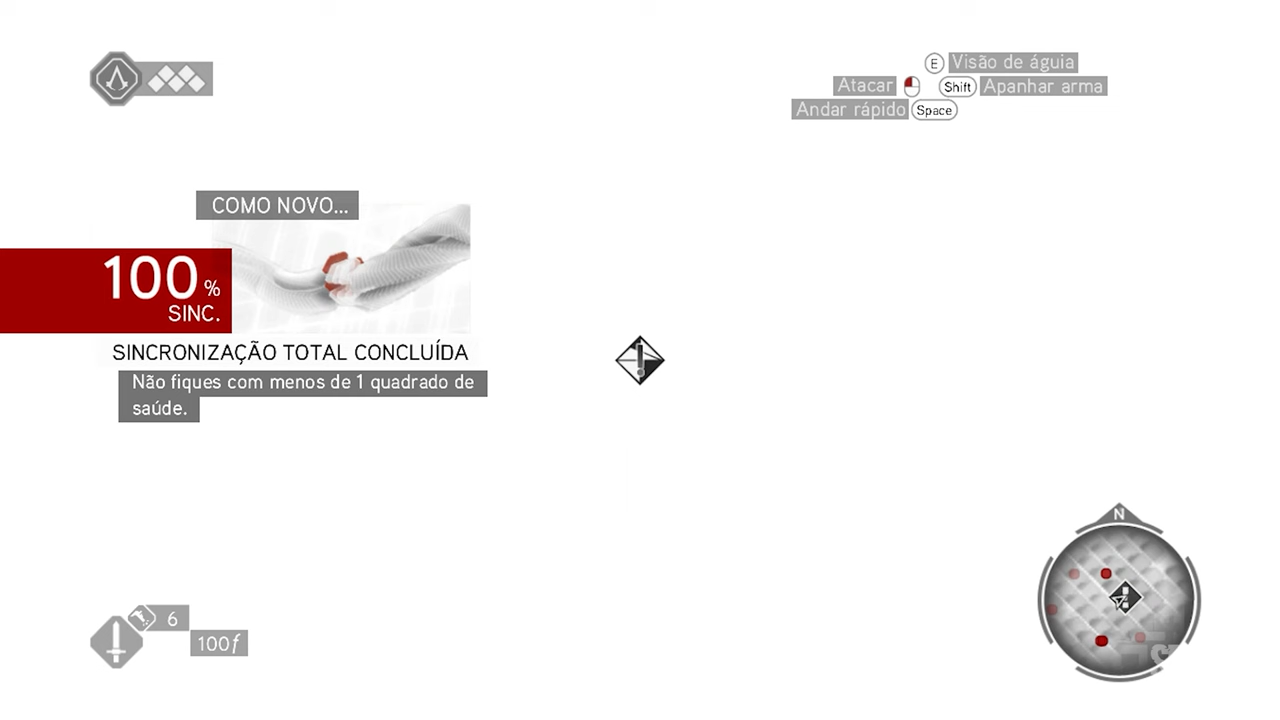 E Visão de águia
Atacar Shift Apanhar arma
Andar rápido Space
COMO NOVO...
100 %
SINC.
SINCRONIZAÇÃO TOTAL CONCLUÍDA
Não fiques com menos de 1 quadrado de
saúde.
N
6
100ƒ